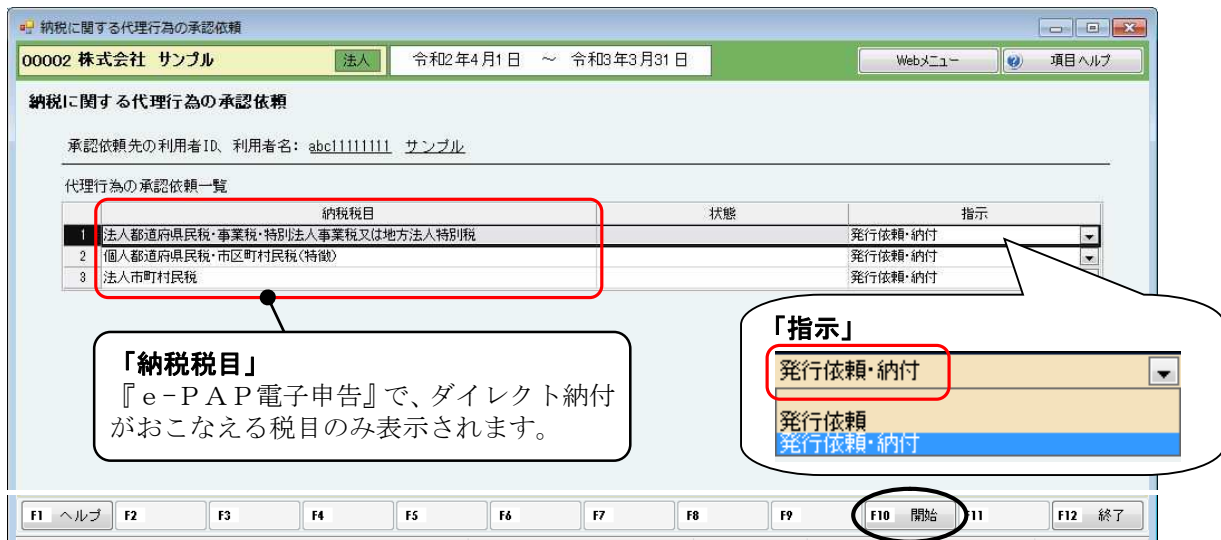 納税に関する代理行為の承認依頼
00002 株式会社 サンプル 法人 令和2年4月1日 ～ 令和3年3月31日 Webメニュー 項目ヘルプ
納税に関する代理行為の承認依頼
承認依頼先の利用者ID、利用者名： abc11111111 サンプル
代理行為の承認依頼一覧
納税税目 状態 指示
1 法人都道府県民税・事業税・特別法人事業税又は地方法人特別税 発行依頼・納付
2 個人都道府県民税・市区町村民税(特徴) 発行依頼・納付
3 法人市町村民税 発行依頼・納付
「納税税目」
『e-PAP電子申告』で、ダイレクト納付
がおこなえる税目のみ表示されます。
「指示」
発行依頼・納付
発行依頼
発行依頼・納付
F1 ヘルプ F2 F3 F4 F5 F6 F7 F8 F9 F10 開始 F11 F12 終了